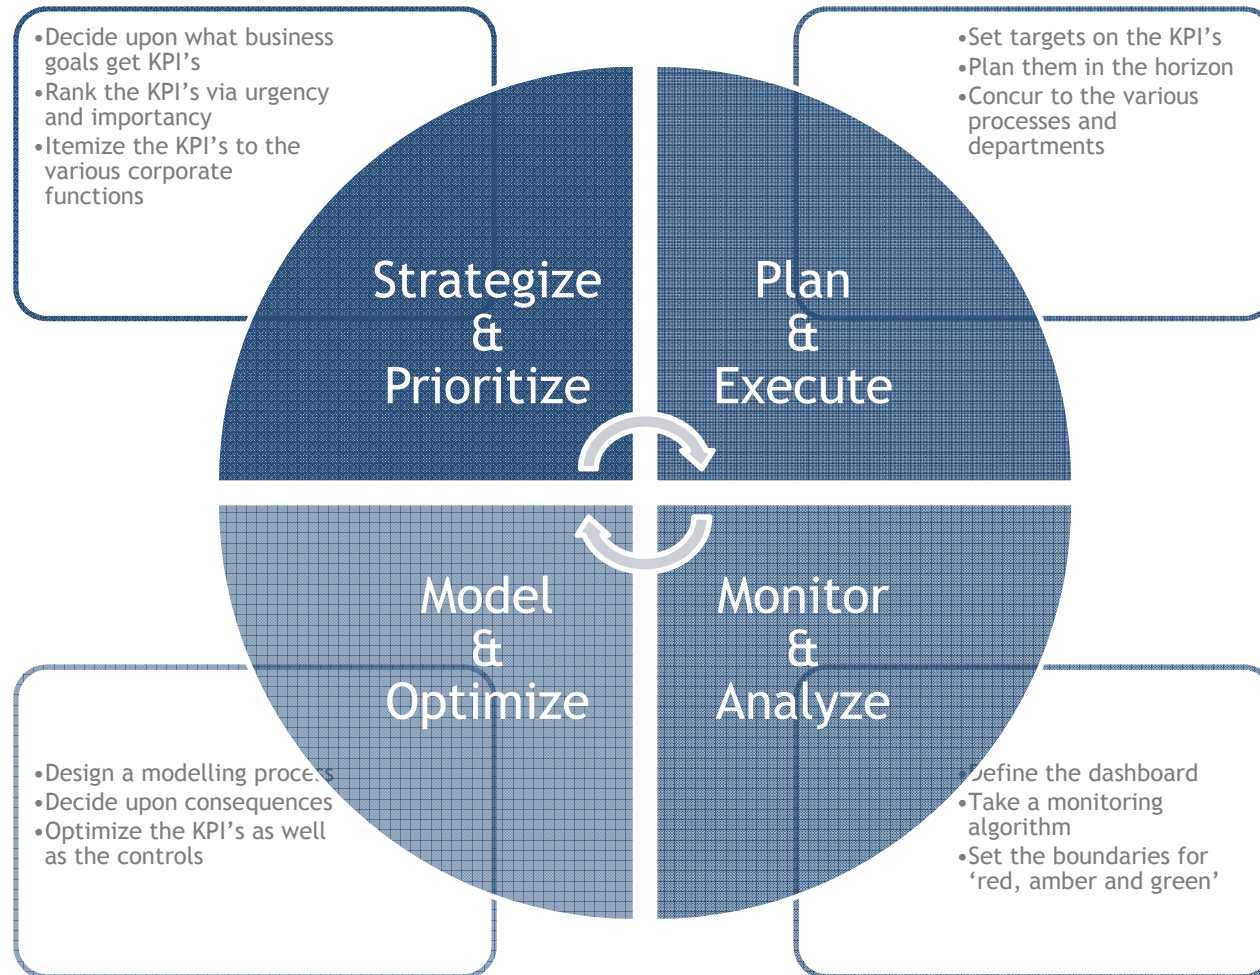 •Decide upon what business
goals get KPI’s
•Rank the KPI’s via urgency
and importancy
•Itemize the KPI’s to the
various corporate
functions
•Set targets on the KPI’s
•Plan them in the horizon
•Concur to the various
processes and
departments
Strategize
&
Prioritize
Plan
&
Execute
Model
&
Optimize
Monitor
&
Analyze
•Design a modelling process
•Decide upon consequences
•Optimize the KPI’s as well
as the controls
•Define the dashboard
•Take a monitoring
algorithm
•Set the boundaries for
‘red, amber and green’